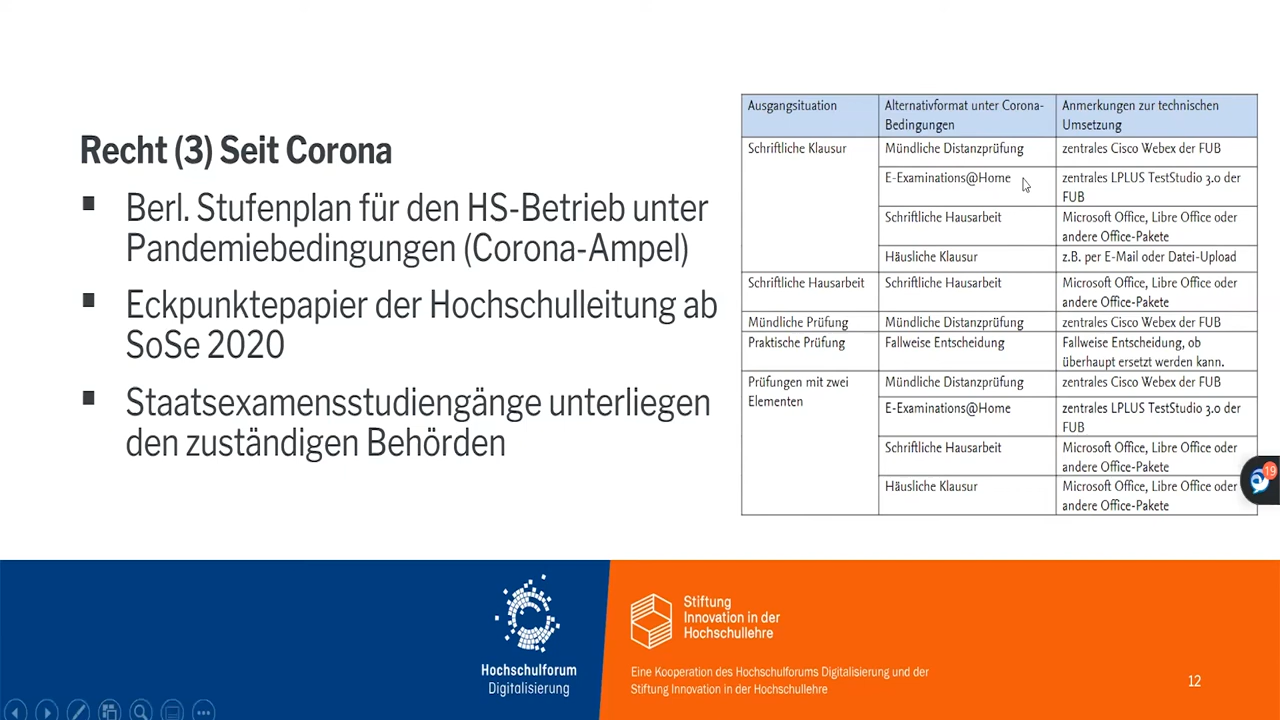 Recht (3) Seit Corona
Berl. Stufenplan für den HS-Betrieb unter
Pandemiebedingungen (Corona-Ampel)
Eckpunktepapier der Hochschulleitung ab
SoSe 2020
Staatsexamensstudiengänge unterliegen
den zuständigen Behörden
Ausgangsituation
Alternativformat unter Corona-
Bedingungen
Anmerkungen zur technischen
Umsetzung
Schriftliche Klausur
Mündliche Distanzprüfung
zentrales Cisco Webex der FUB
E-Examinations@Home
zentrales LPLUS TestStudio 3.0 der
FUB
Schriftliche Hausarbeit
Microsoft Office, Libre Office oder
andere Office-Pakete
Häusliche Klausur
z.B. per E-Mail oder Datei-Upload
Schriftliche Hausarbeit
Schriftliche Hausarbeit
Microsoft Office, Libre Office oder
andere Office-Pakete
Mündliche Prüfung
Mündliche Distanzprüfung
zentrales Cisco Webex der FUB
Praktische Prüfung
Fallweise Entscheidung
Fallweise Entscheidung, ob
überhaupt ersetzt werden kann.
Prüfungen mit zwei
Elementen
Mündliche Distanzprüfung
zentrales Cisco Webex der FUB
E-Examinations@Home
zentrales LPLUS TestStudio 3.0 der
FUB
Schriftliche Hausarbeit
Microsoft Office, Libre Office oder
andere Office-Pakete
Häusliche Klausur
Microsoft Office, Libre Office oder
andere Office-Pakete
19
Hochschulforum
Digitalisierung
Stiftung
Innovation in der
Hochschullehre
Eine Kooperation des Hochschulforums Digitalisierung und der
Stiftung Innovation in der Hochschullehre
12